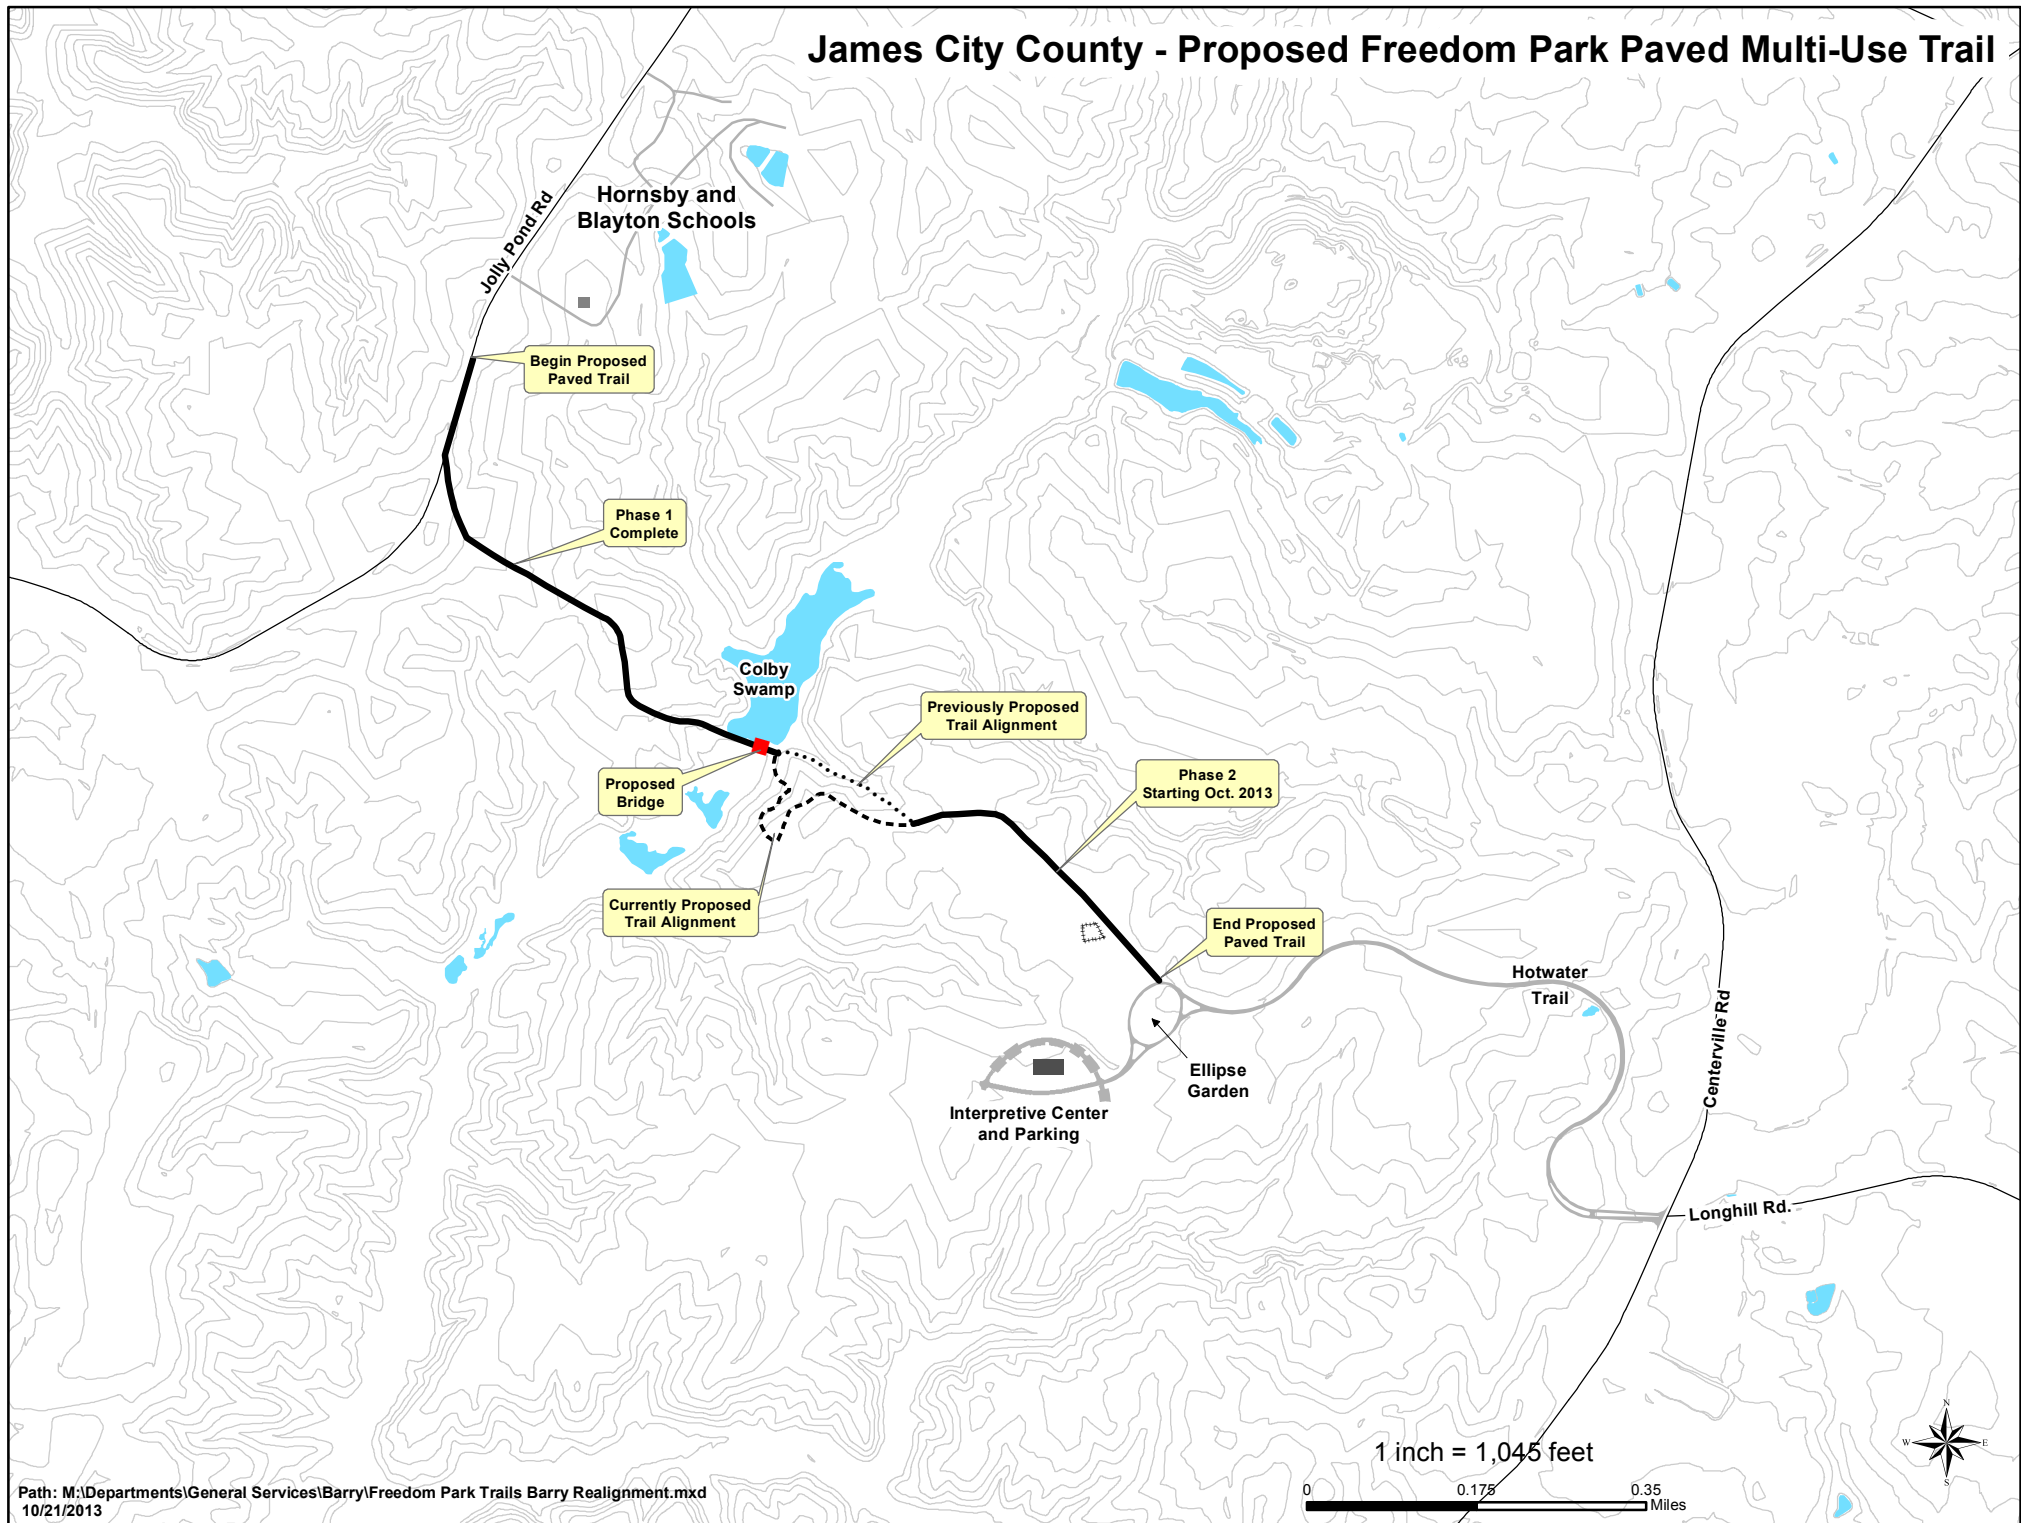 James City County - Proposed Freedom Park Paved Multi-Use Trail
Hornsby and
Blayton Schools
Jolly Pond Rd
Begin Proposed
Paved Trail
Phase 1
Complete
Colby
Swamp
Previously Proposed
Trail Alignment
Proposed
Bridge
Phase 2
Starting Oct. 2013
Currently Proposed
Trail Alignment
End Proposed
Paved Trail
Hotwater
Trail
Centerville Rd
Ellipse
Garden
Interpretive Center
and Parking
Longhill Rd.
N
W
E
S
1 inch = 1,045 feet
0 0.175 0.35
Miles
Path: M:\Departments\General Services\Barry\Freedom Park Trails Barry Realignment.mxd
10/21/2013